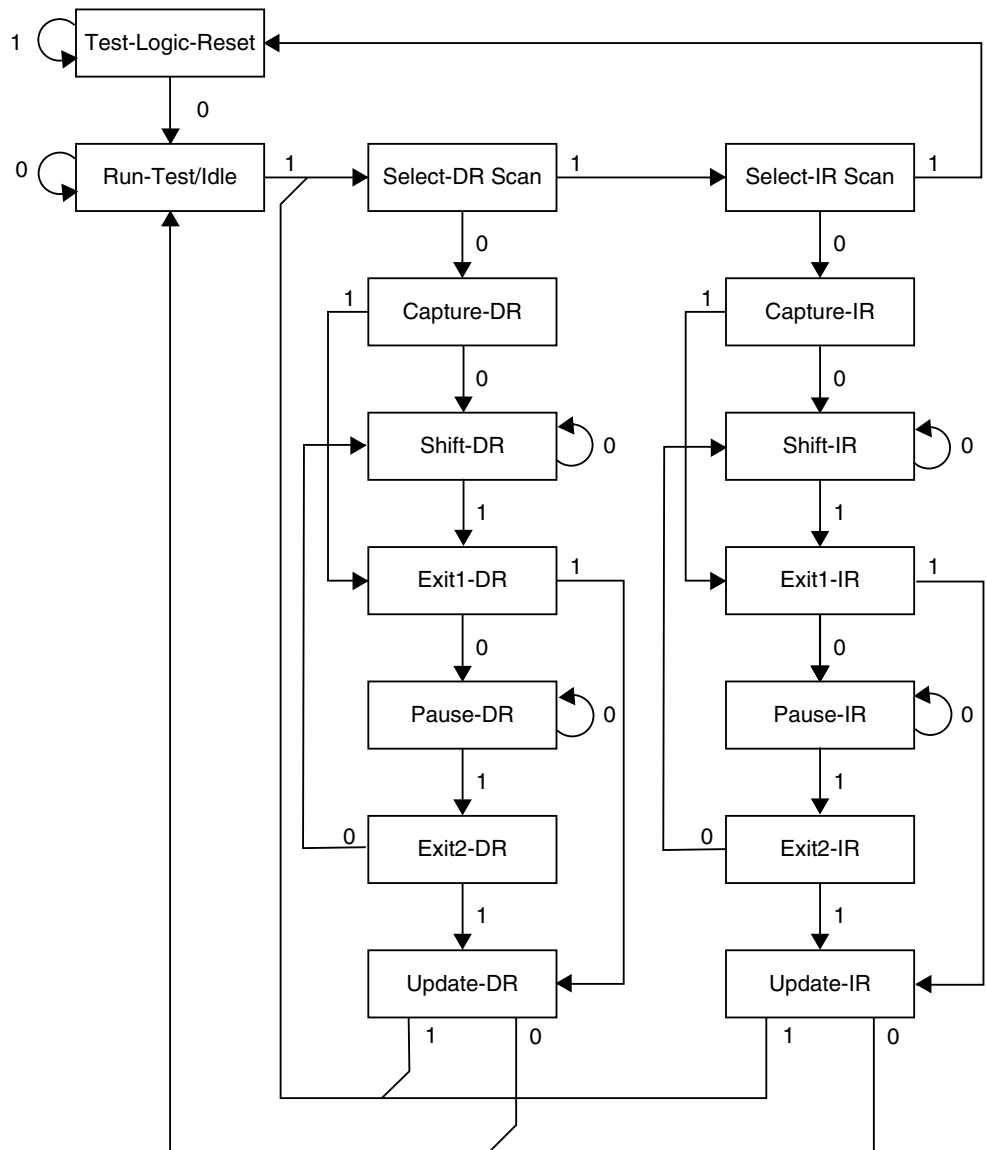 1 Test-Logic-Reset
0
0 Run-Test/Idle 1 Select-DR Scan 1 Select-IR Scan 1
0 0
1 Capture-DR 1 Capture-IR
0 0
Shift-DR 0 Shift-IR 0
1 1
Exit1-DR 1 Exit1-IR 1
0 0
Pause-DR 0 Pause-IR 0
1 1
0 Exit2-DR 0 Exit2-IR
1 1
Update-DR Update-IR
1 0 1 0